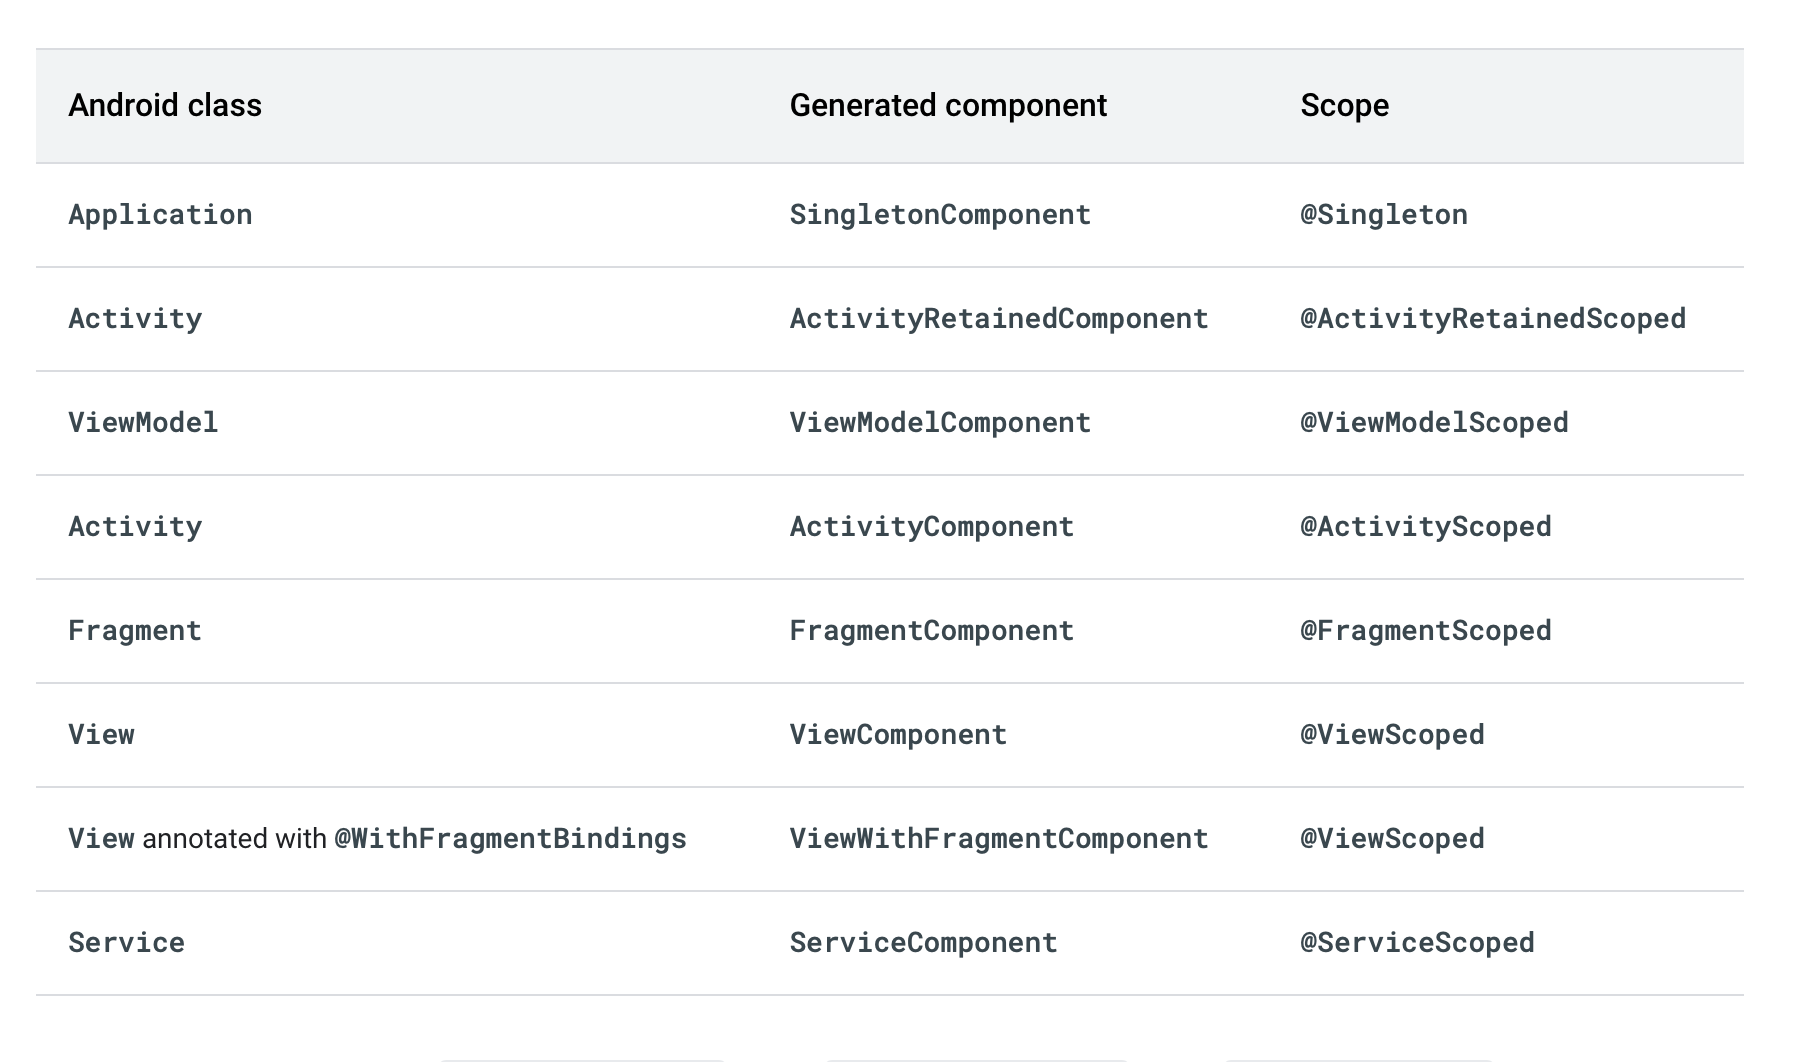 Android class Generated component Scope
Application SingletonComponent @Singleton
Activity ActivityRetainedComponent @ActivityRetainedScoped
ViewModel ViewModelComponent @ViewModelScoped
Activity ActivityComponent @ActivityScoped
Fragment FragmentComponent @FragmentScoped
View ViewComponent @ViewScoped
View annotated with @WithFragmentBindings ViewWithFragmentComponent @ViewScoped
Service ServiceComponent @ServiceScoped